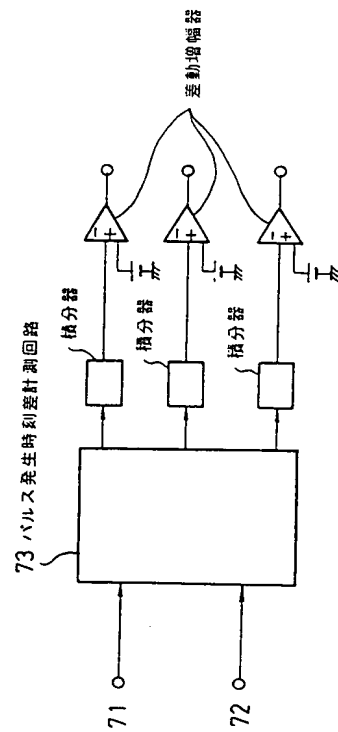 73 パルス発生時刻差計測回路
積分器
積分器
積分器
差動増幅器
71
72
- +
- +
- +